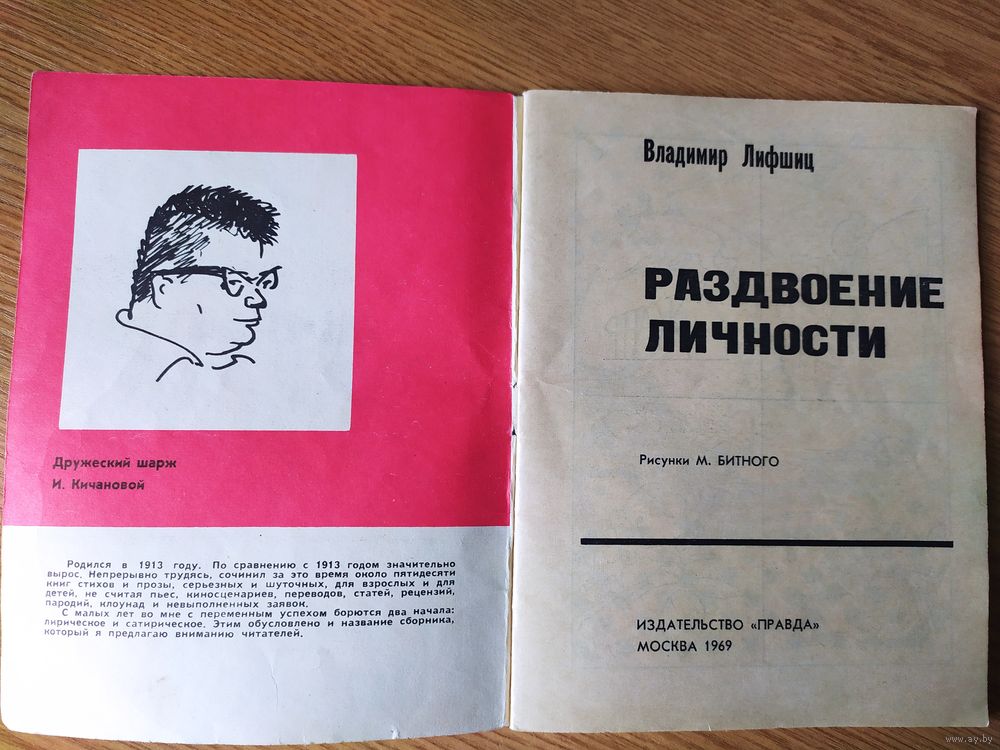 Дружеский шарж
И. Кичановой
Родился в 1913 году. По сравнению с 1913 годом значительно
вырос. Непрерывно трудясь, сочинил за это время около пятидесяти
книг стихов и прозы, серьезных и шуточных, для взрослых и для
детей, не считая пьес, киносценариев, переводов, статей, рецензий,
пародий, клоунад и невыполненных заявок.
С малых лет во мне с переменным успехом борются два начала:
лирическое и сатирическое. Этим обусловлено и название сборника,
который я предлагаю вниманию читателей.
Владимир Лифшиц
РАЗДВОЕНИЕ
ЛИЧНОСТИ
Рисунки М. БИТНОГО
ИЗДАТЕЛЬСТВО «ПРАВДА»
МОСКВА 1969
www.ay.by